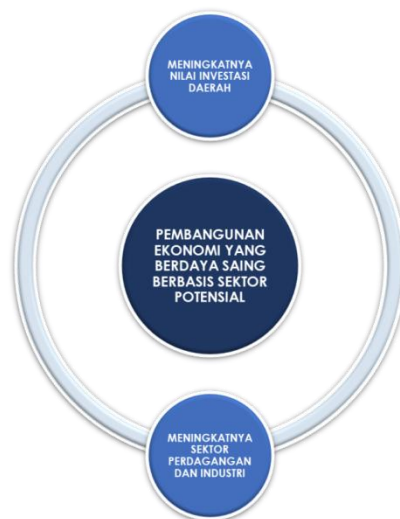 MENINGKATNYA
NILAI INVESTASI
DAERAH
PEMBANGUNAN
EKONOMI YANG
BERDAYA SAING
BERBASIS SEKTOR
POTENSIAL
MENINGKATNYA
SEKTOR
PERDAGANGAN
DAN INDUSTRI